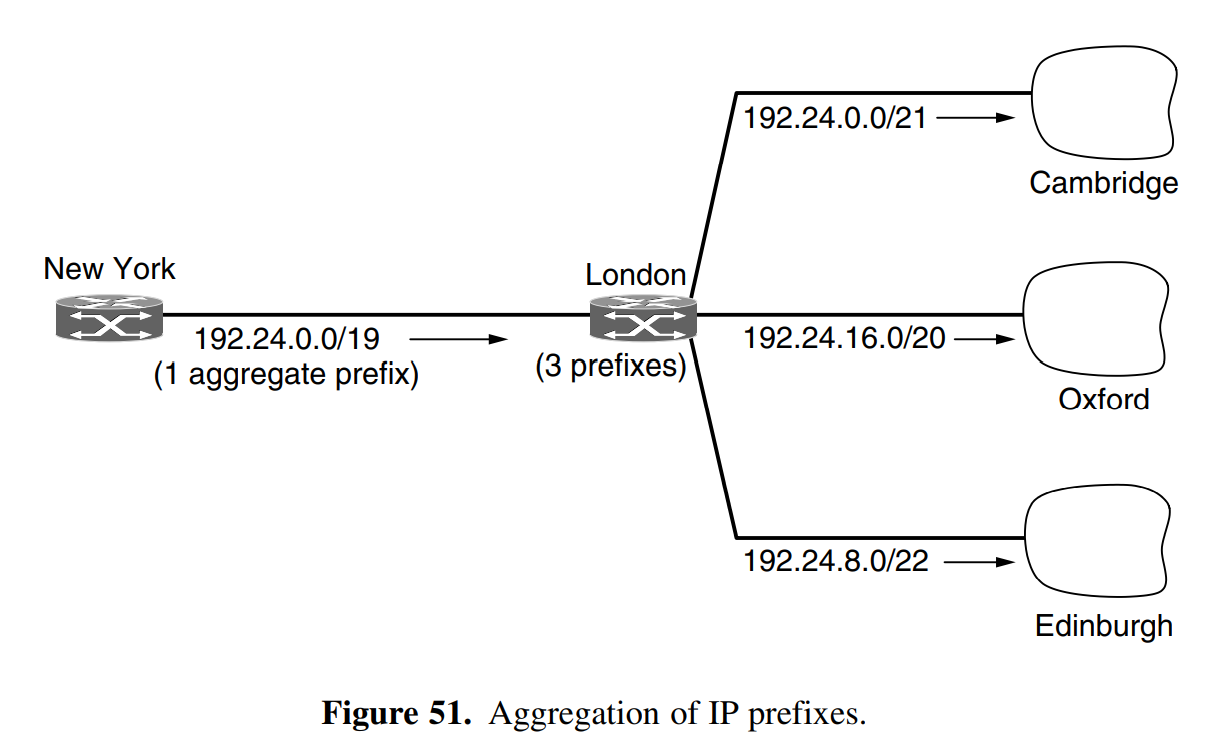 192.24.0.0/21
Cambridge
New York
London
192.24.0.0/19
(1 aggregate prefix)
(3 prefixes)
192.24.16.0/20
Oxford
192.24.8.0/22
Edinburgh
Figure 51. Aggregation of IP prefixes.